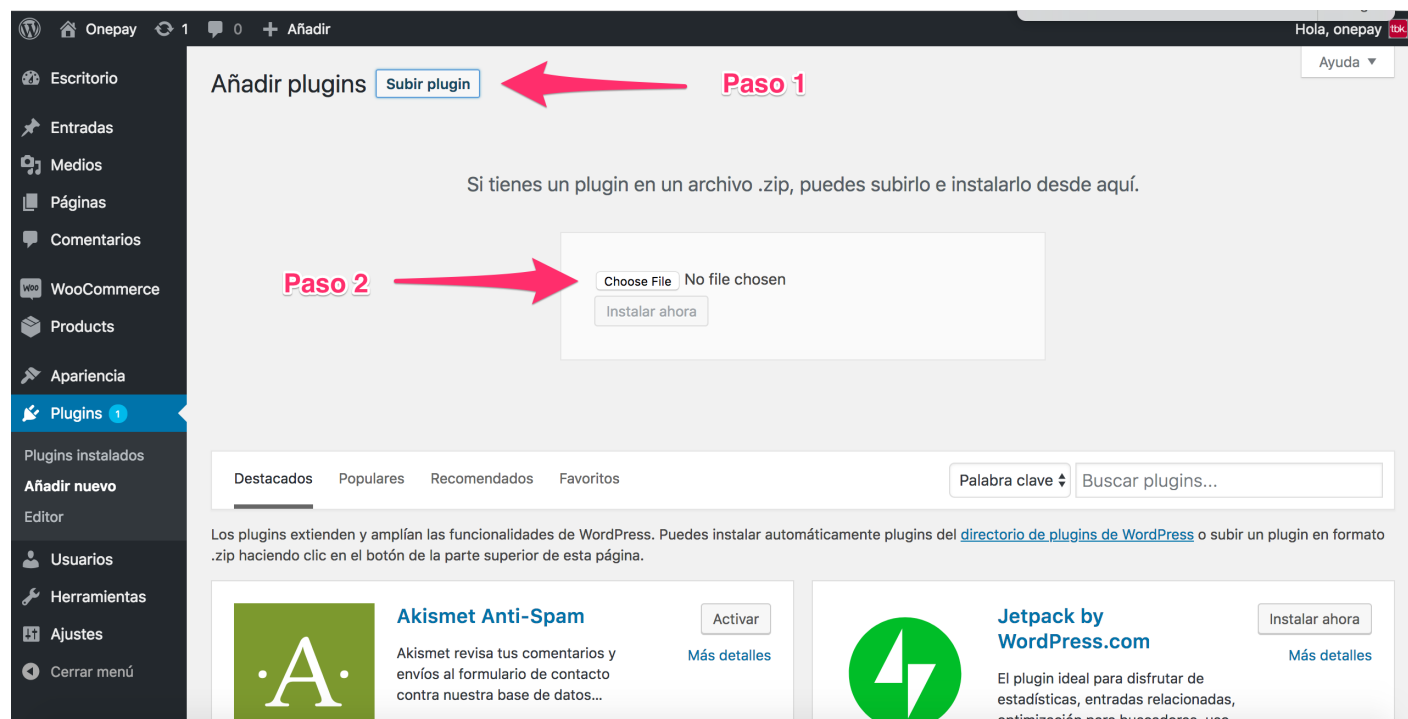 Onepay
1
0
Añadir
Hola, onepay
tbk.
Escritorio
Entradas
Medios
Páginas
Comentarios
Woo
WooCommerce
Products
Apariencia
Plugins 1
Plugins instalados
Añadir nuevo
Editor
Usuarios
Herramientas
Ajustes
Cerrar menú
Ayuda
Añadir plugins
Subir plugin
Paso 1
Si tienes un plugin en un archivo .zip, puedes subirlo e instalarlo desde aquí.
Paso 2
Choose File No file chosen
Instalar ahora
Destacados Populares Recomendados Favoritos
Palabra clave
Buscar plugins...
Los plugins extienden y amplían las funcionalidades de WordPress. Puedes instalar automáticamente plugins del directorio de plugins de WordPress o subir un plugin en formato
.zip haciendo clic en el botón de la parte superior de esta página.
A
Akismet Anti-Spam
Activar
Más detalles
Akismet revisa tus comentarios y
envíos al formulario de contacto
contra nuestra base de datos...
Jetpack by
WordPress.com
Instalar ahora
Más detalles
El plugin ideal para disfrutar de
estadísticas, entradas relacionadas,